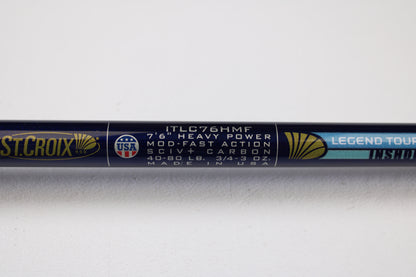 ST.CROIX
USA
ITLC76HMF
7'6" HEAVY POWER
MOD-FAST ACTION
SCIV+ CARBON
40-80 LB. 3/4-3 OZ.
MADE IN USA
LEGEND TOUR
INSHO